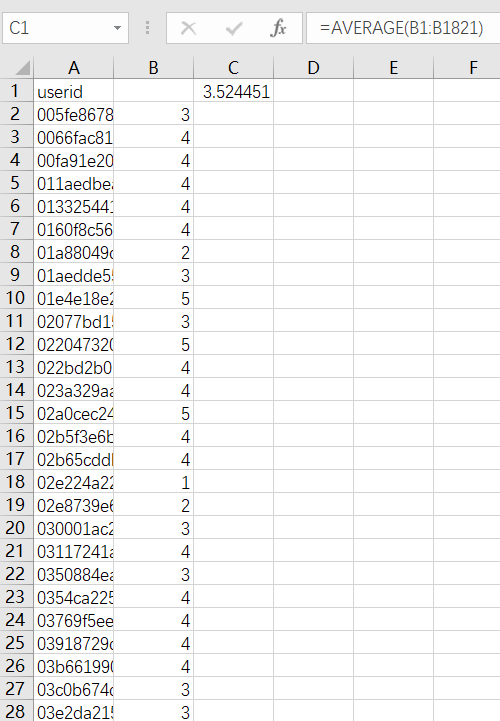 C1 fx =AVERAGE(B1:B1821)
A B C D E F
1 userid 3.524451
2 005fe8678 3
3 0066fac81 4
4 00fa91e20 4
5 011aedbea 4
6 013325441 4
7 0160f8c56 4
8 01a88049c 2
9 01aedde55 3
10 01e4e18e2 5
11 02077bd15 3
12 022047320 5
13 022bd2b0 4
14 023a329aa 4
15 02a0cec24 5
16 02b5f3e6b 4
17 02b65cddl 4
18 02e224a22 1
19 02e8739e6 2
20 030001ac2 3
21 03117241a 4
22 0350884ea 3
23 0354ca225 4
24 03769f5ee 4
25 03918729c 4
26 03b661990 4
27 03c0b674c 3
28 03e2da215 3